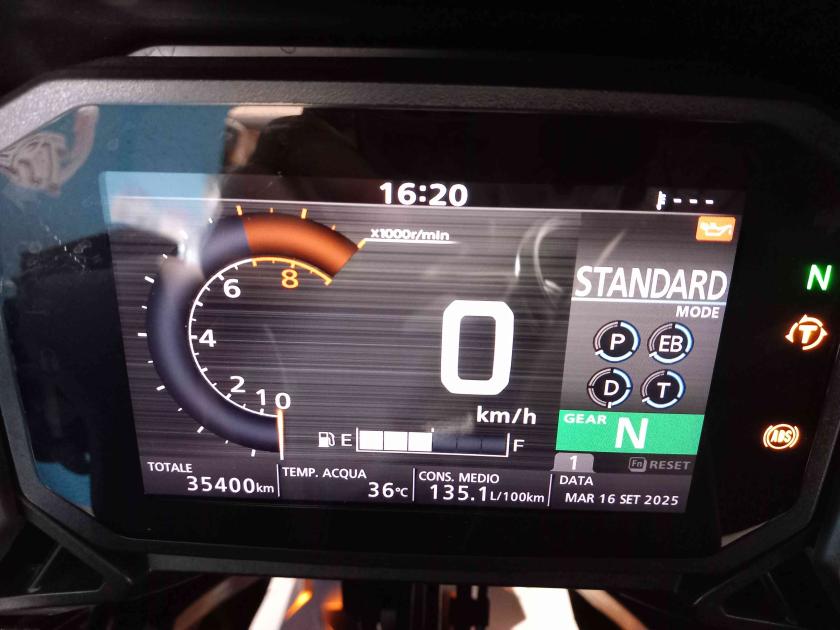 16:20
---
x1000r/min
8
6
4
2
1
0
0
km/h
STANDARD
MODE
P EB
D T
GEAR N
E F
1
Fn RESET
TOTALE
35400km
TEMP. ACQUA
36°C
CONS. MEDIO
135.1L/100km
DATA
MAR 16 SET 2025
N
T
ABS